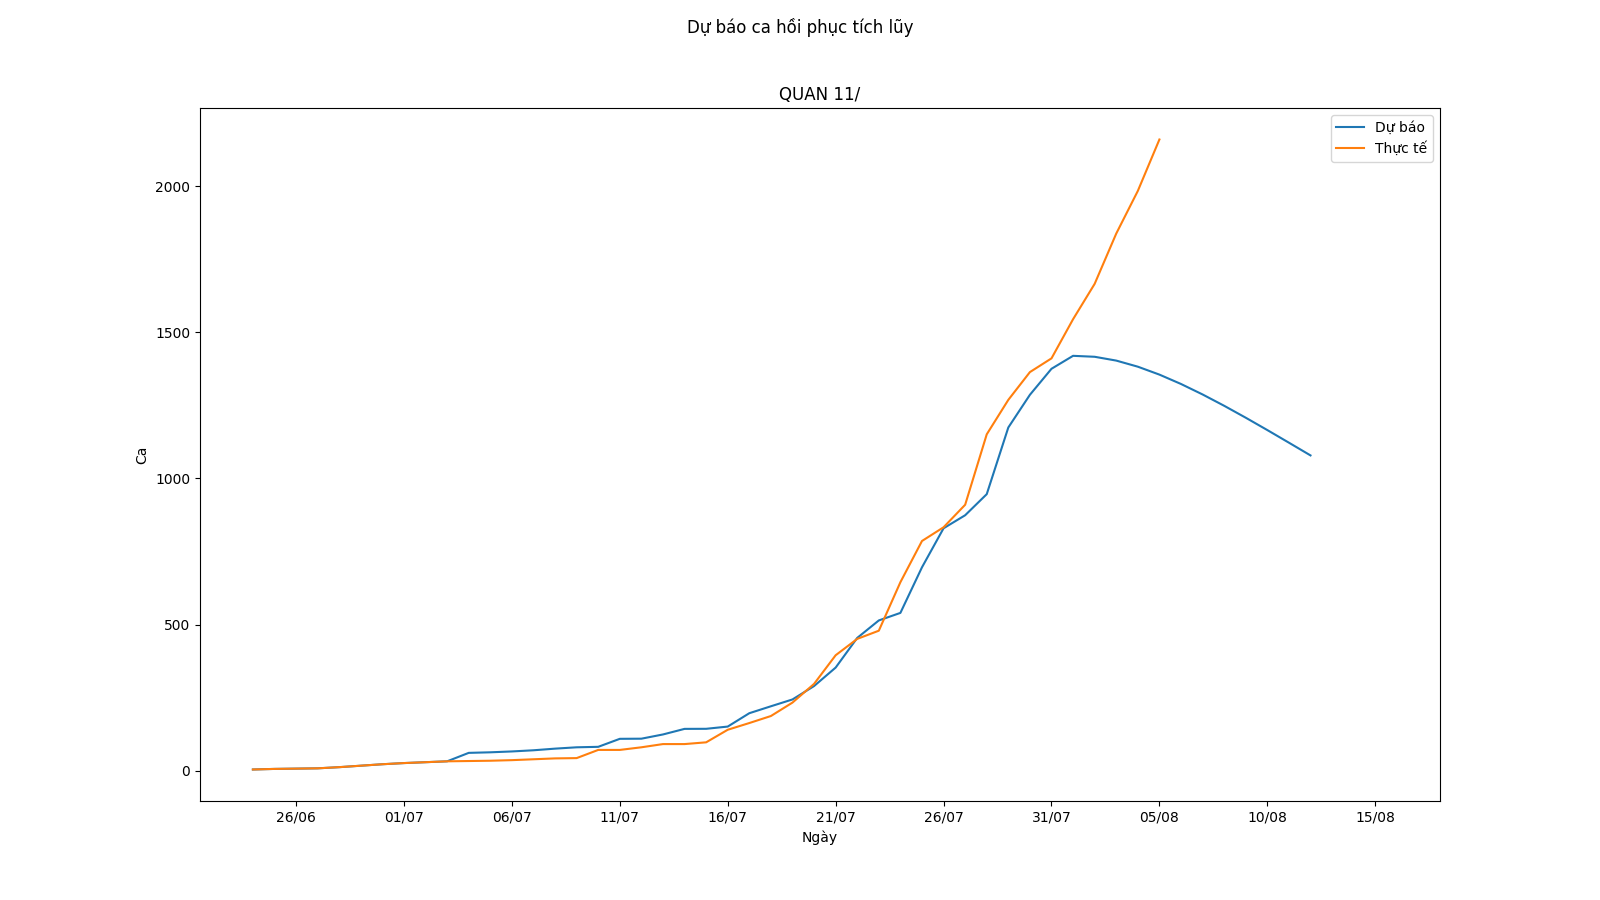 Dự báo ca hồi phục tích lũy
QUAN 11/
Dự báo
Thực tế
2000
1500
1000
500
0
Ca
26/06
01/07
06/07
11/07
16/07
21/07
26/07
31/07
05/08
10/08
15/08
Ngày